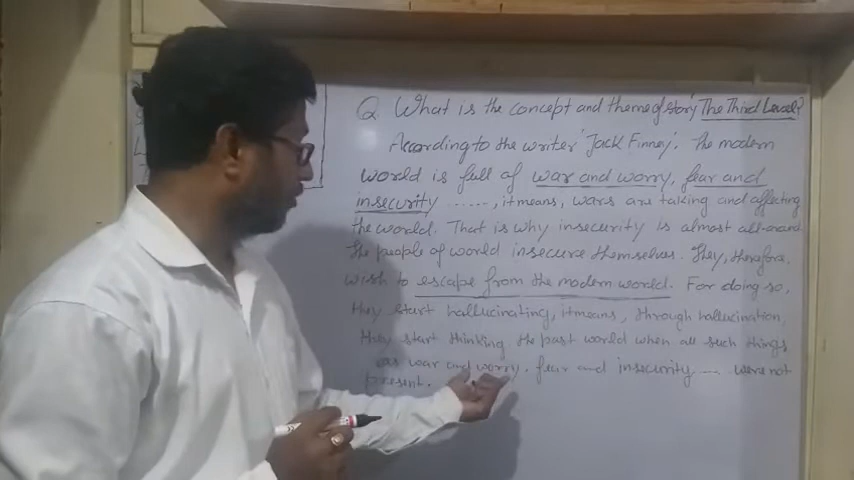 Q. What is the concept and theme of story 'The Third Level'?
According to the writer 'Jack Finney'. The modern
world is full of war and worry, fear and
insecurity ......, it means, wars are taking and affecting
the world. That is why insecurity is almost all-around
the people of world insecure themselves. They, therefore,
wish to escape from the modern world. For doing so,
they start hallucinating, it means, through hallucination,
they start thinking the past world when all such things
as war and worry, fear and insecurity ...... were not
present.